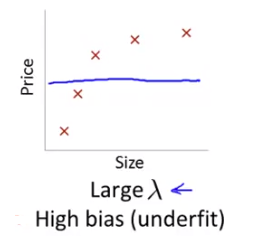 Price
Size
Large λ ←
High bias (underfit)